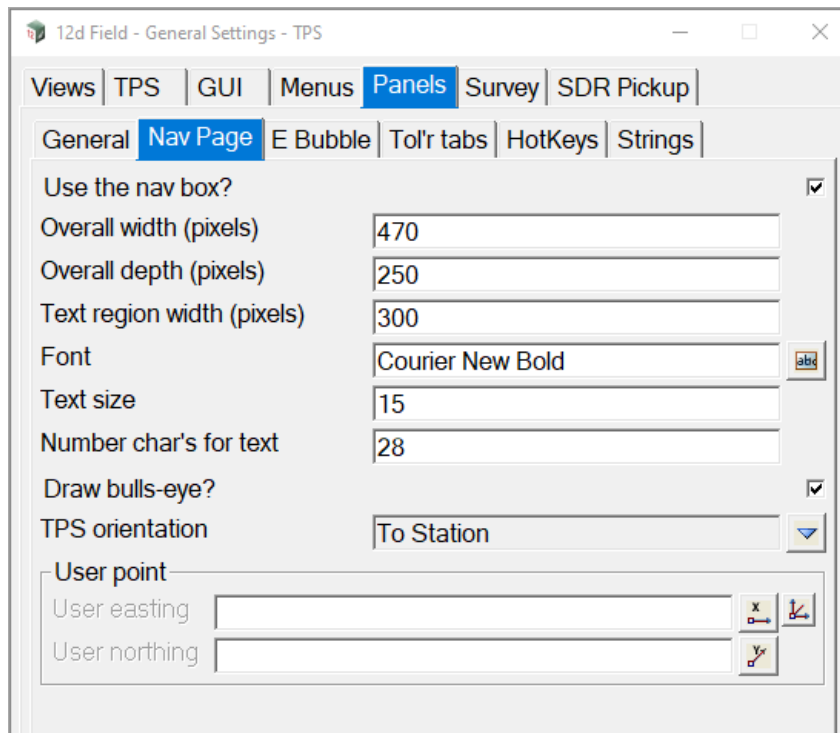 12d Field - General Settings - TPS
Views TPS GUI Menus Panels Survey SDR Pickup
General Nav Page E Bubble Tol'r tabs HotKeys Strings
Use the nav box?
Overall width (pixels) 470
Overall depth (pixels) 250
Text region width (pixels) 300
Font Courier New Bold abc
Text size 15
Number char's for text 28
Draw bulls-eye?
TPS orientation To Station
User point
User easting X
User northing Y